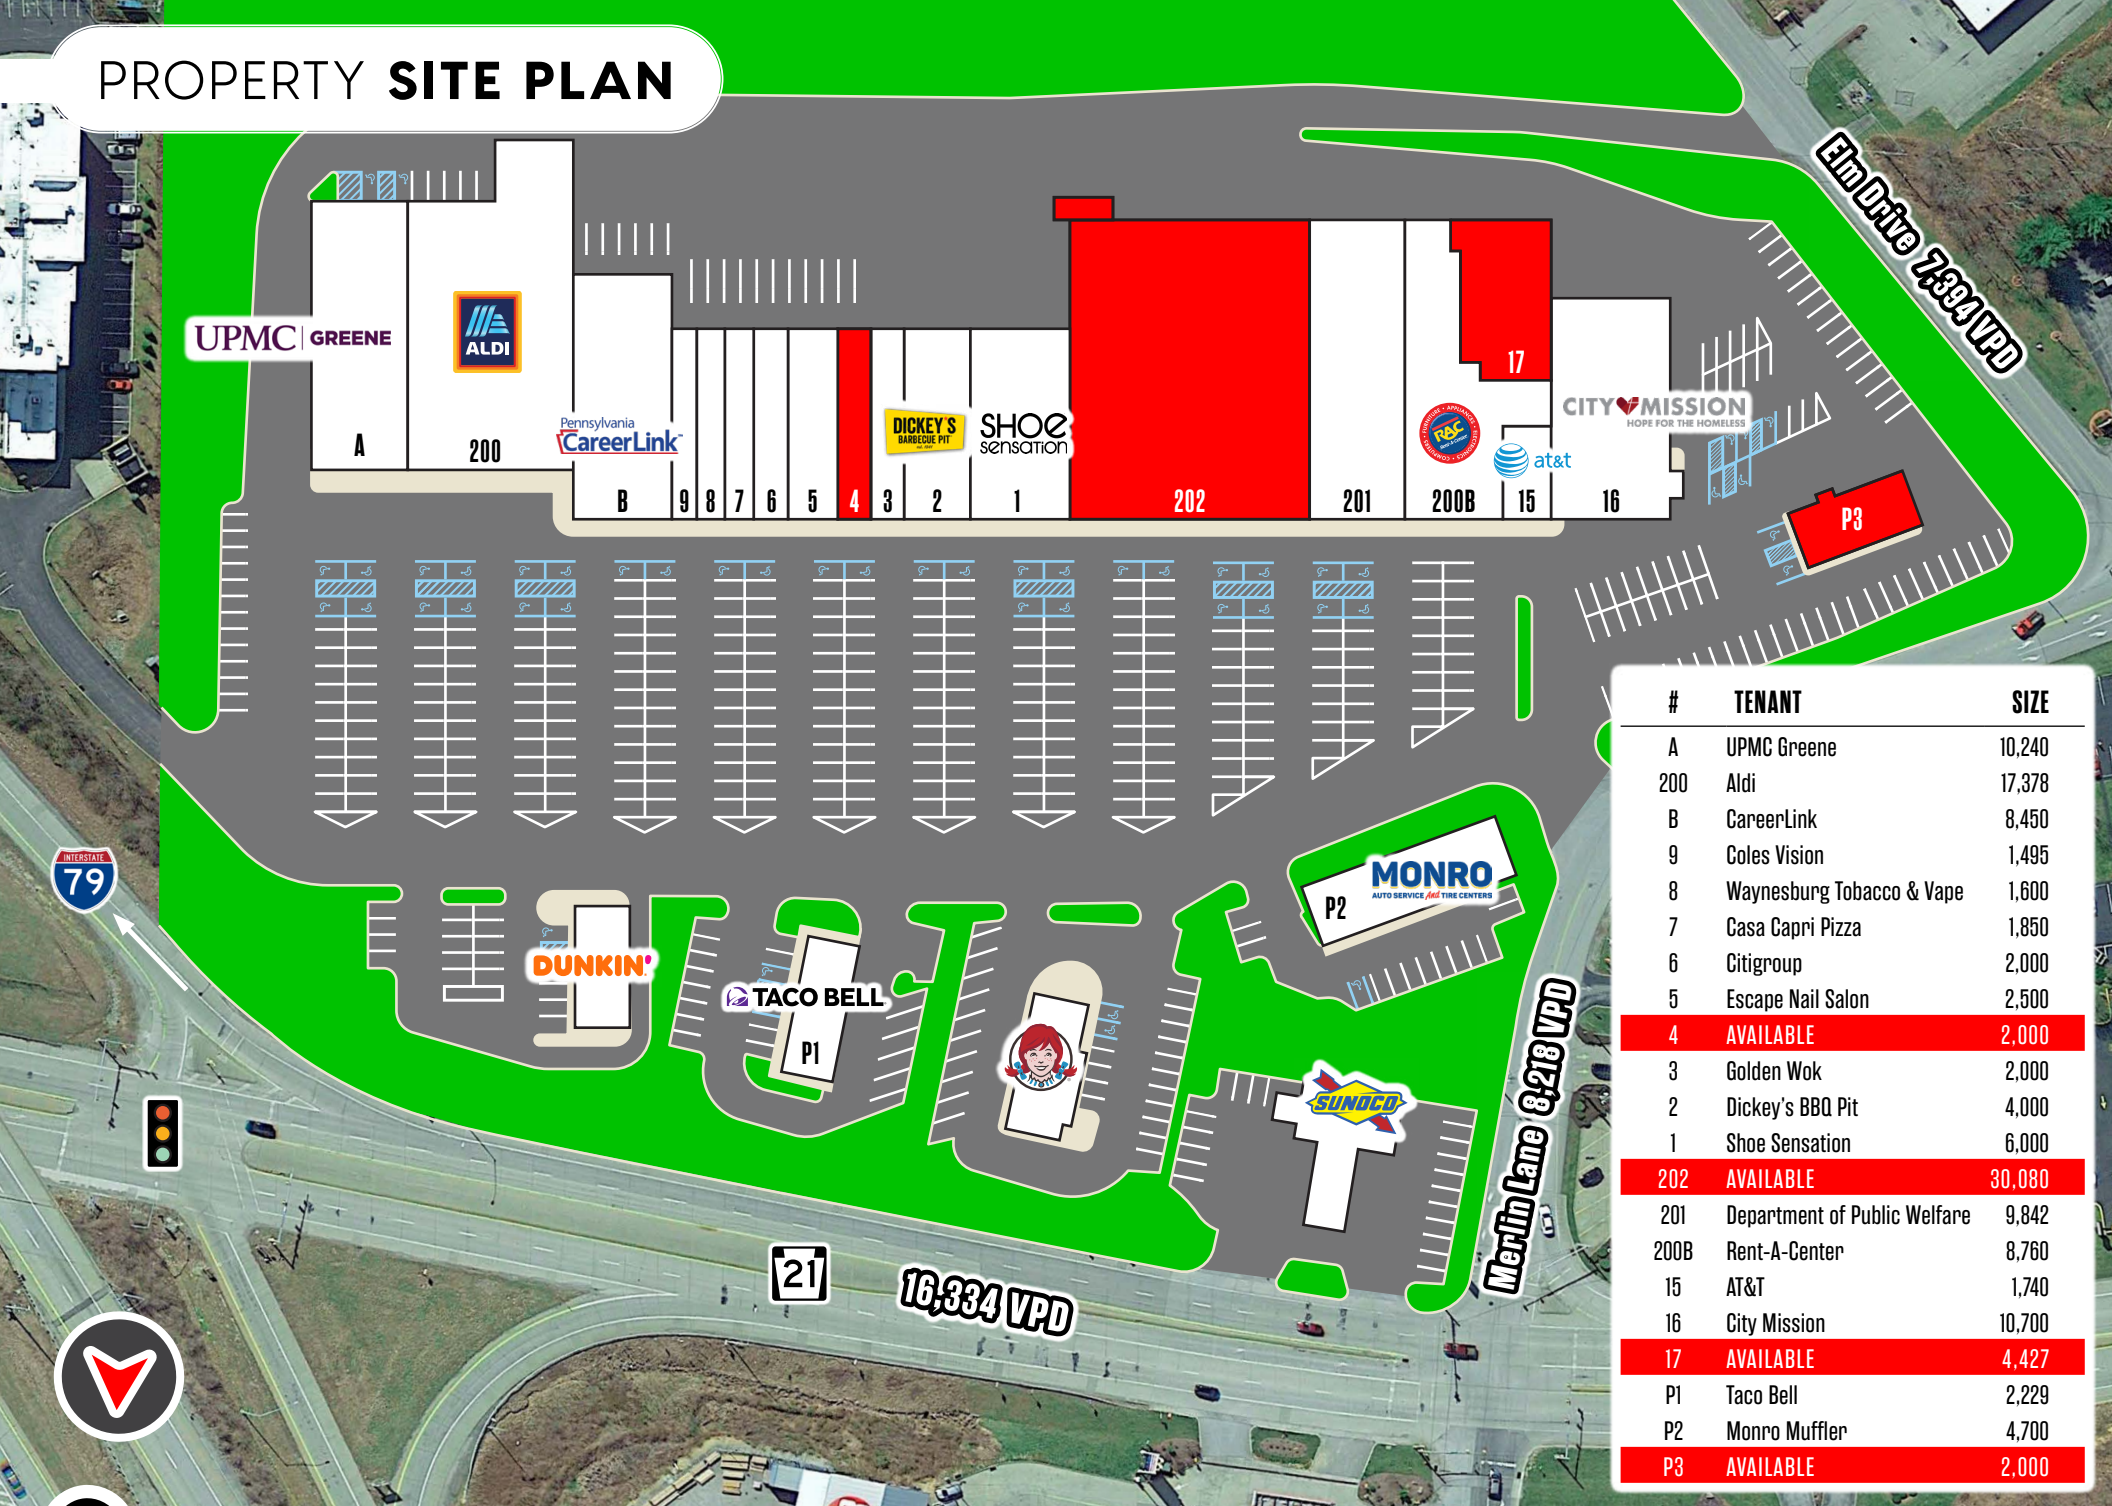 PROPERTY SITE PLAN
Elm Drive 7,394 VPD
UPMC | GREENE
ALDI
A
200
Pennsylvania
CareerLink
B
9
8
7
6
5
4
3
2
1
DICKEY'S
BARBECUE PIT
SHOE
sensation
202
201
200B
RAC
17
15
at&t
16
CITY MISSION
HOPE FOR THE HOMELESS
P3
INTERSTATE
79
DUNKIN'
TACO BELL
P1
P2
MONRO
AUTO SERVICE And TIRE CENTERS
SUNOCO
Merlin Lane 8,218 VPD
21
16,334 VPD
# TENANT SIZE
A UPMC Greene 10,240
200 Aldi 17,378
B CareerLink 8,450
9 Coles Vision 1,495
8 Waynesburg Tobacco & Vape 1,600
7 Casa Capri Pizza 1,850
6 Citigroup 2,000
5 Escape Nail Salon 2,500
4 AVAILABLE 2,000
3 Golden Wok 2,000
2 Dickey's BBQ Pit 4,000
1 Shoe Sensation 6,000
202 AVAILABLE 30,080
201 Department of Public Welfare 9,842
200B Rent-A-Center 8,760
15 AT&T 1,740
16 City Mission 10,700
17 AVAILABLE 4,427
P1 Taco Bell 2,229
P2 Monro Muffler 4,700
P3 AVAILABLE 2,000